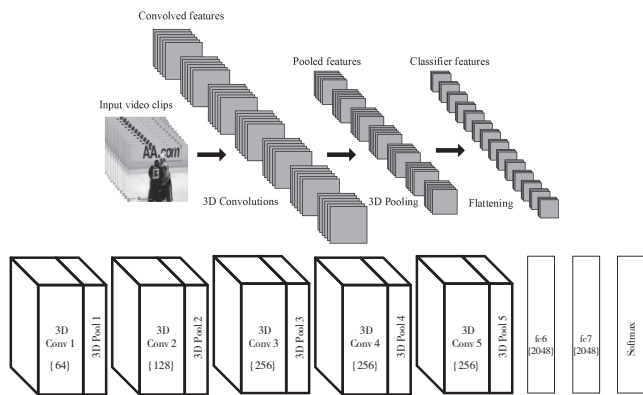 Convolved features
Pooled features
Classifier features
Input video clips
AA.com
13
3D Convolutions
3D Pooling
Flattening
3D
Conv 1
{64}
3D Pool 1
3D
Conv 2
{128}
3D Pool 2
3D
Conv 3
{256}
3D Pool 3
3D
Conv 4
{256}
3D Pool 4
3D
Conv 5
{256}
3D Pool 5
fc6
{2048}
fc7
{2048}
Softmax